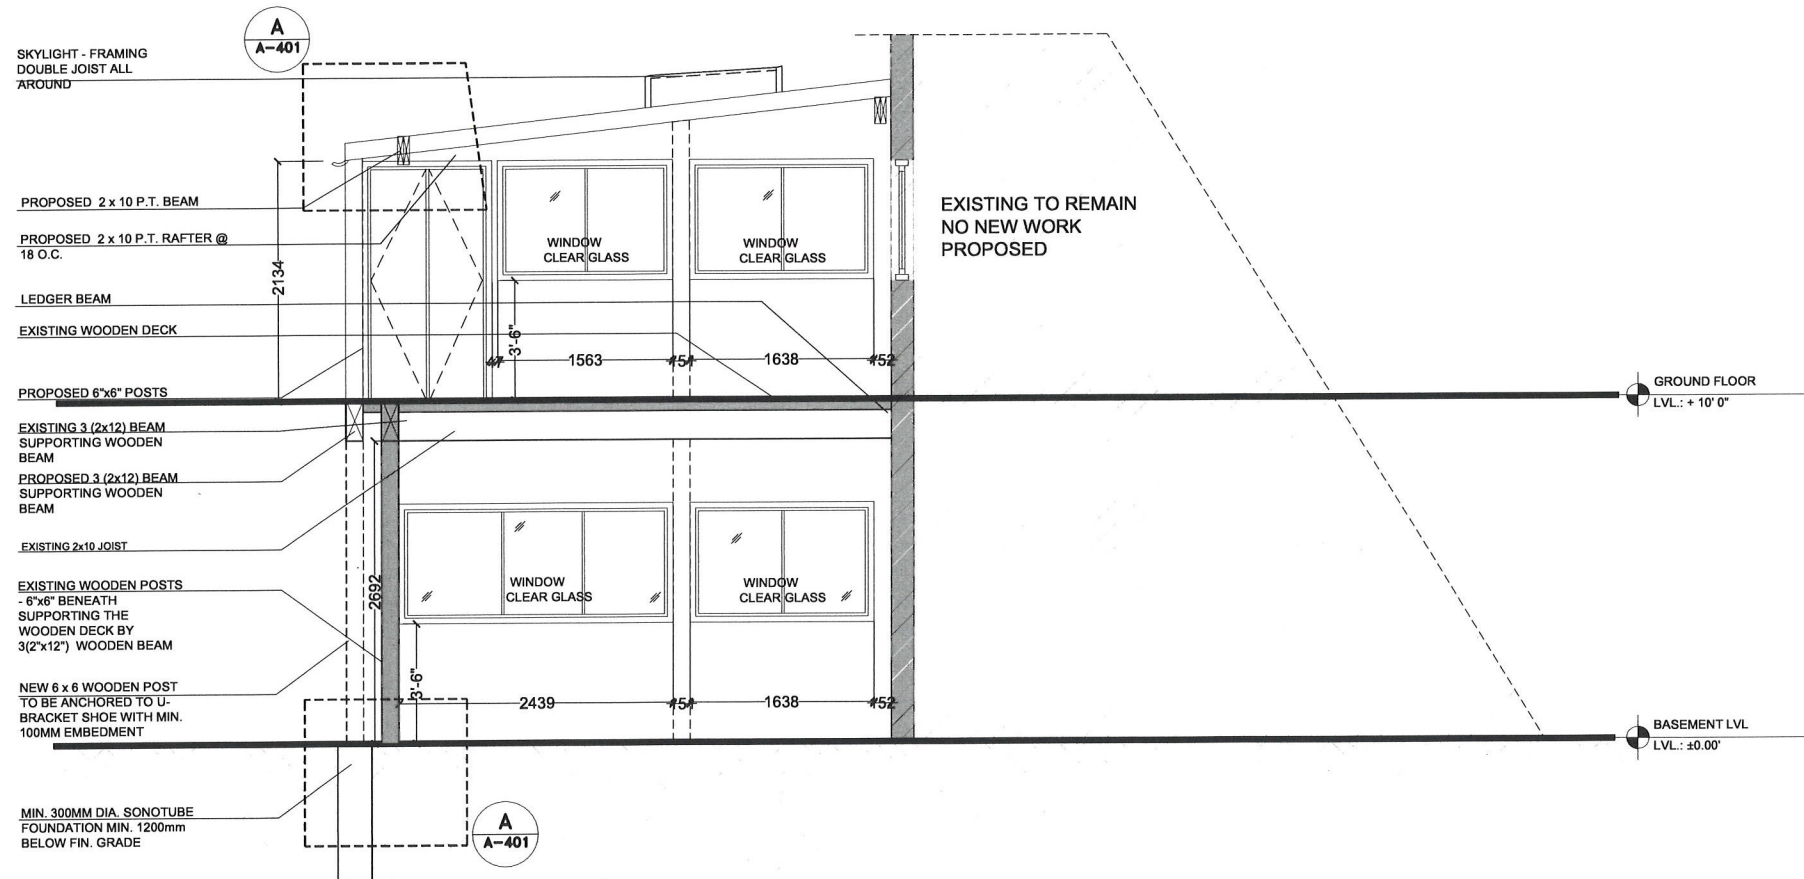 A
A-401
SKYLIGHT - FRAMING
DOUBLE JOIST ALL
AROUND
PROPOSED 2 x 10 P.T. BEAM
PROPOSED 2 x 10 P.T. RAFTER @
18 O.C.
2134
LEDGER BEAM
EXISTING WOODEN DECK
PROPOSED 6"x6" POSTS
WINDOW
CLEAR GLASS
WINDOW
CLEAR GLASS
EXISTING TO REMAIN
NO NEW WORK
PROPOSED
3'-6"
1563
1638
152
GROUND FLOOR
LVL.: + 10' 0"
EXISTING 3 (2x12) BEAM
SUPPORTING WOODEN
BEAM
PROPOSED 3 (2x12) BEAM
SUPPORTING WOODEN
BEAM
EXISTING 2x10 JOIST
EXISTING WOODEN POSTS
- 6"x6" BENEATH
SUPPORTING THE
WOODEN DECK BY
3(2"x12") WOODEN BEAM
2692
WINDOW
CLEAR GLASS
WINDOW
CLEAR GLASS
NEW 6 x 6 WOODEN POST
TO BE ANCHORED TO U-
BRACKET SHOE WITH MIN.
100MM EMBEDMENT
3'-6"
2439
1638
152
BASEMENT LVL
LVL.: ±0.00'
MIN. 300MM DIA. SONOTUBE
FOUNDATION MIN. 1200mm
BELOW FIN. GRADE
A
A-401